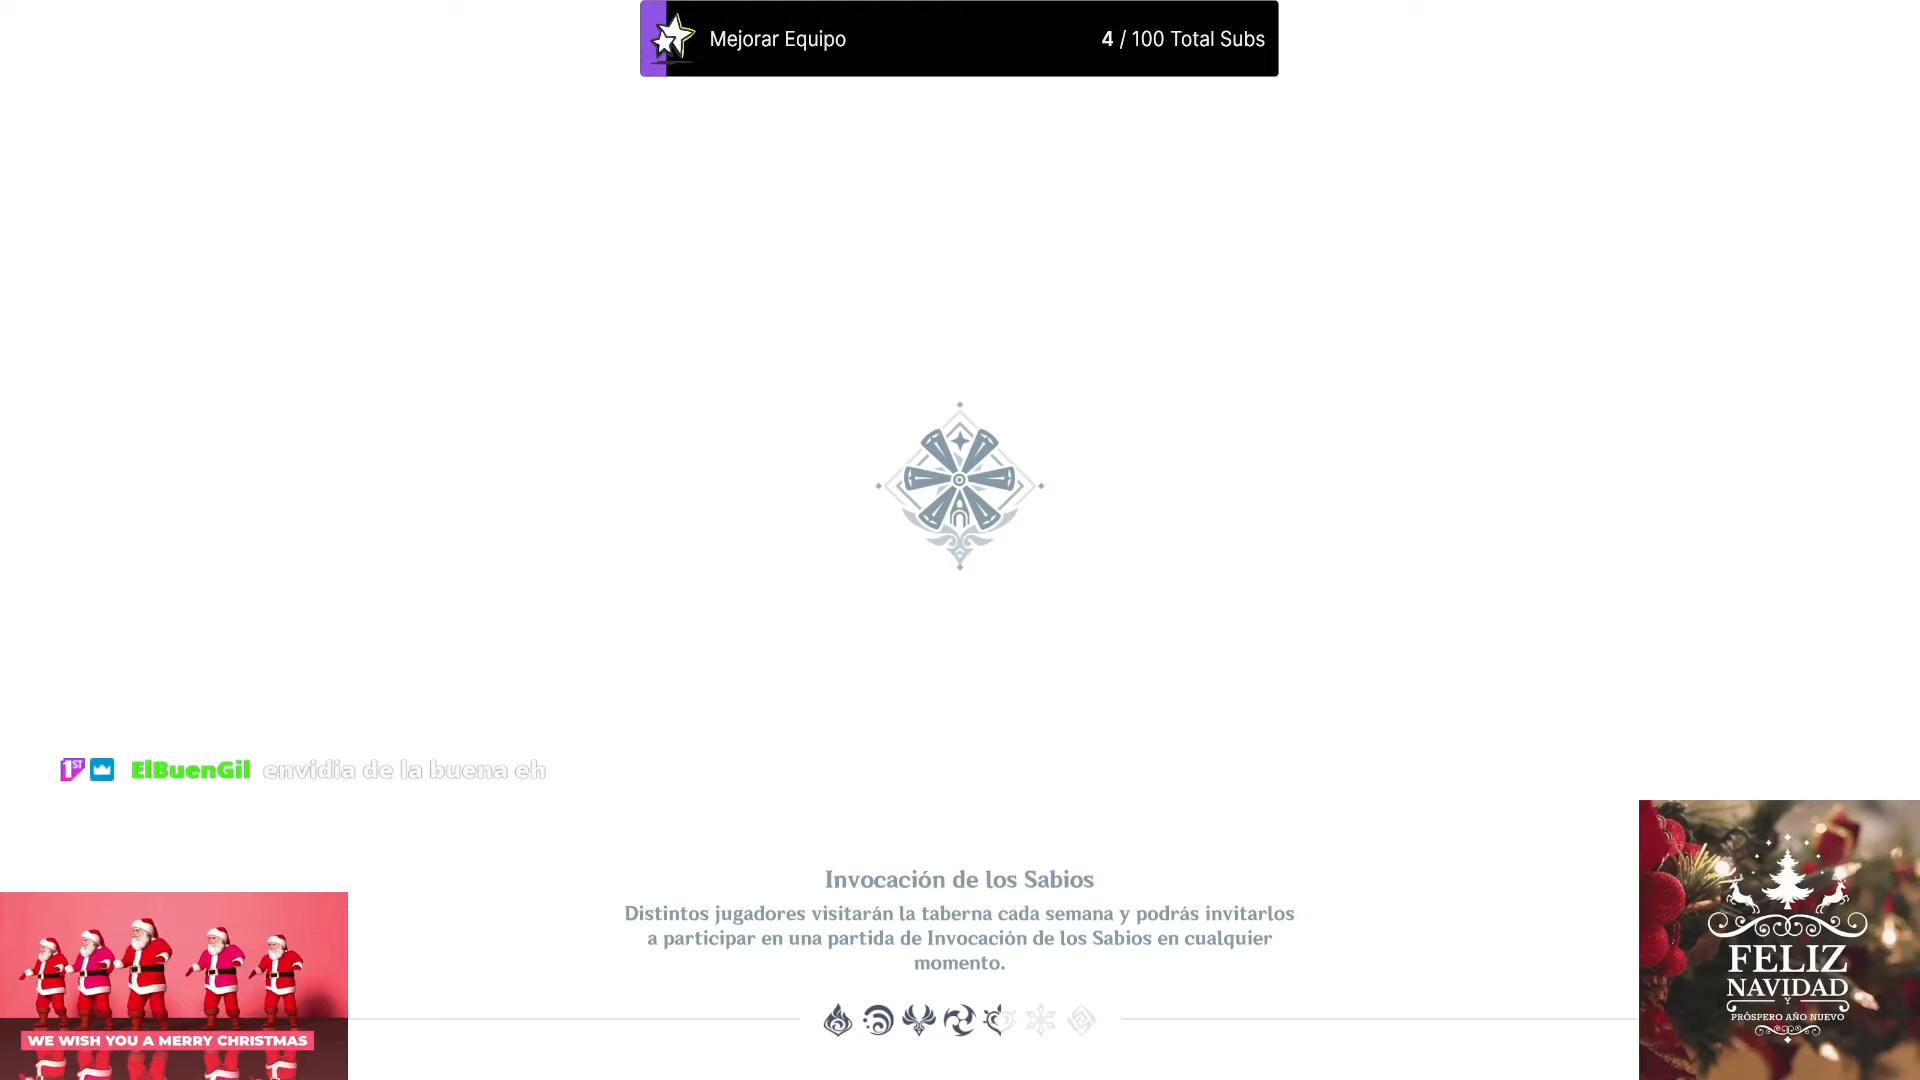 Mejorar Equipo 4 / 100 Total Subs
1ST ElBuenGil envidia de la buena eh
Invocación de los Sabios
Distintos jugadores visitarán la taberna cada semana y podrás invitarlos
a participar en una partida de Invocación de los Sabios en cualquier
momento.
WE WISH YOU A MERRY CHRISTMAS
FELIZ
NAVIDAD
Y
PRÓSPERO AÑO NUEVO